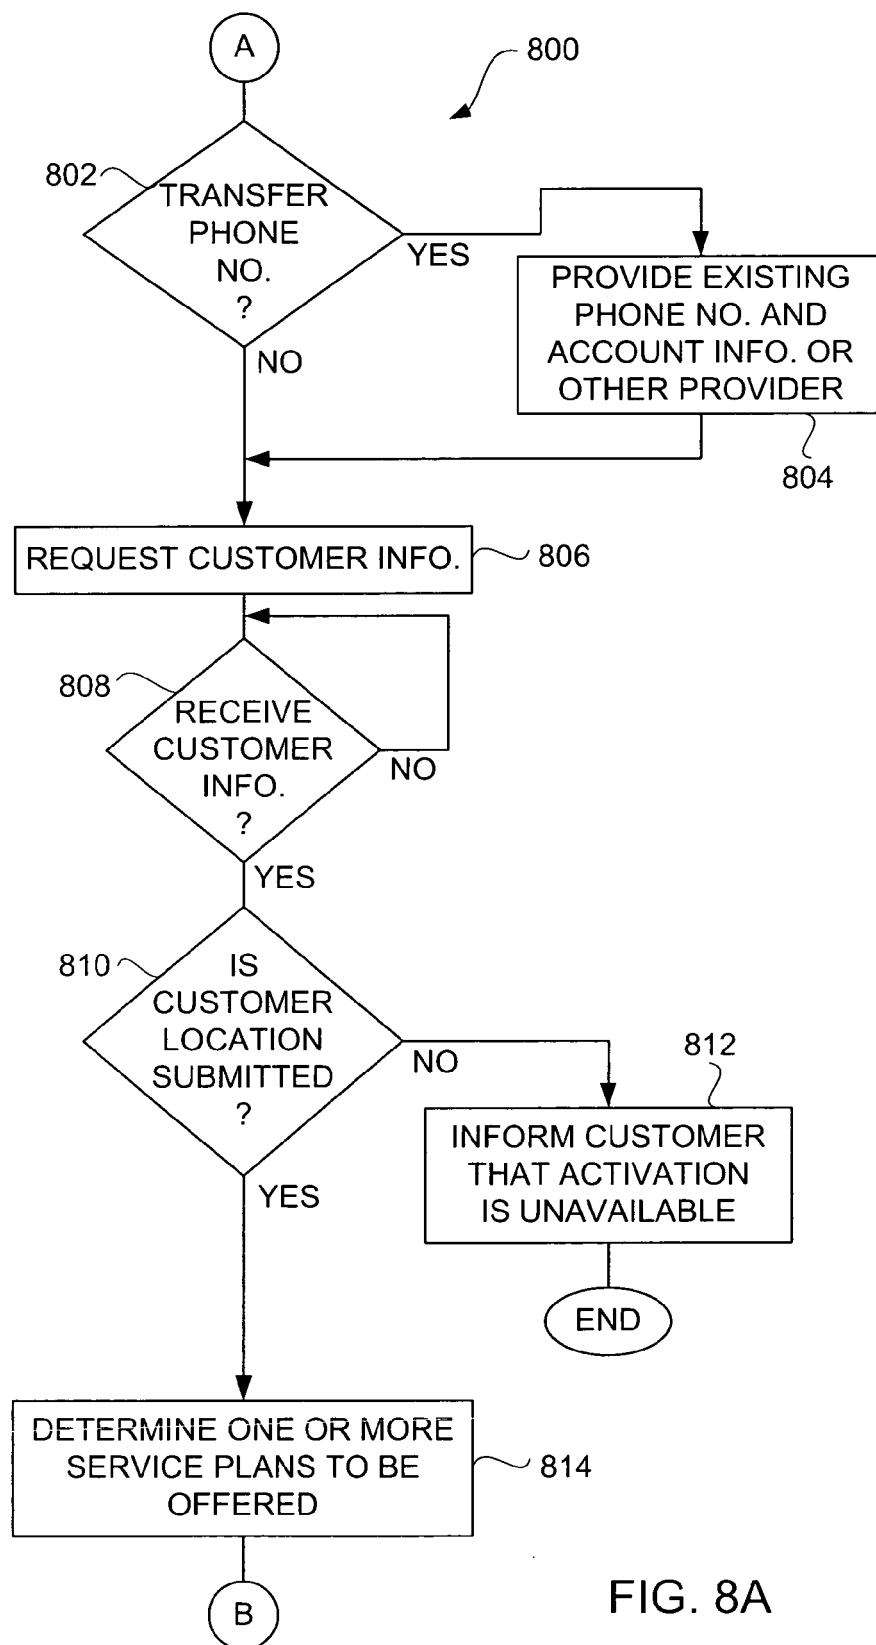 A
800
802
TRANSFER
PHONE
NO.
?
YES
NO
PROVIDE EXISTING
PHONE NO. AND
ACCOUNT INFO. OR
OTHER PROVIDER
804
REQUEST CUSTOMER INFO.
806
808
RECEIVE
CUSTOMER
INFO.
?
NO
YES
810
IS
CUSTOMER
LOCATION
SUBMITTED
?
NO
YES
812
INFORM CUSTOMER
THAT ACTIVATION
IS UNAVAILABLE
END
DETERMINE ONE OR MORE
SERVICE PLANS TO BE
OFFERED
814
B
FIG. 8A